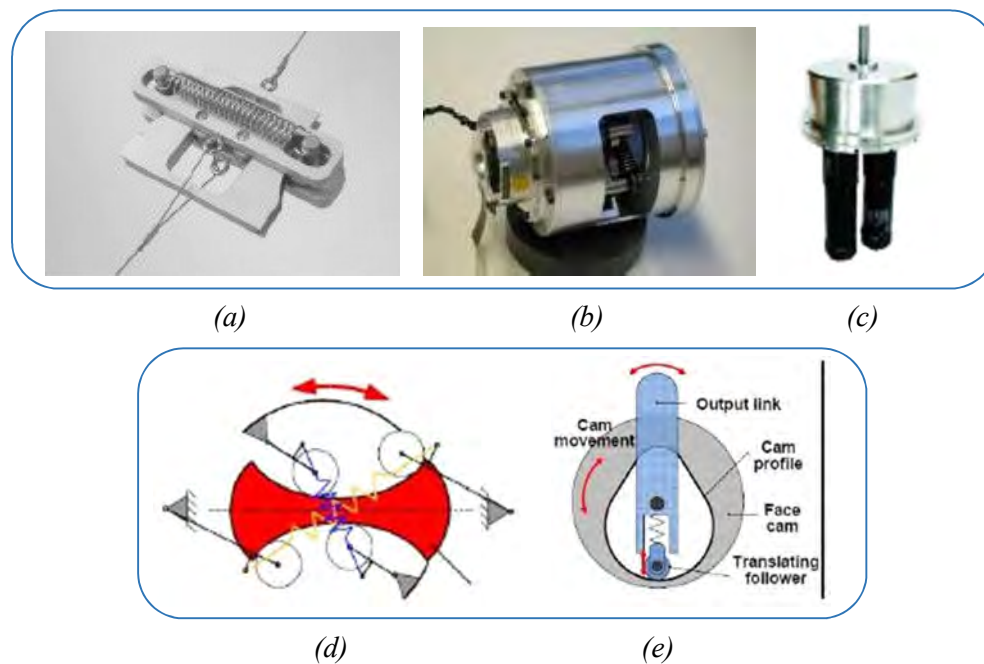 (a)
(b)
(c)
Output link
Cam
movement
Cam
profile
Face
cam
Translating
follower
(d)
(e)